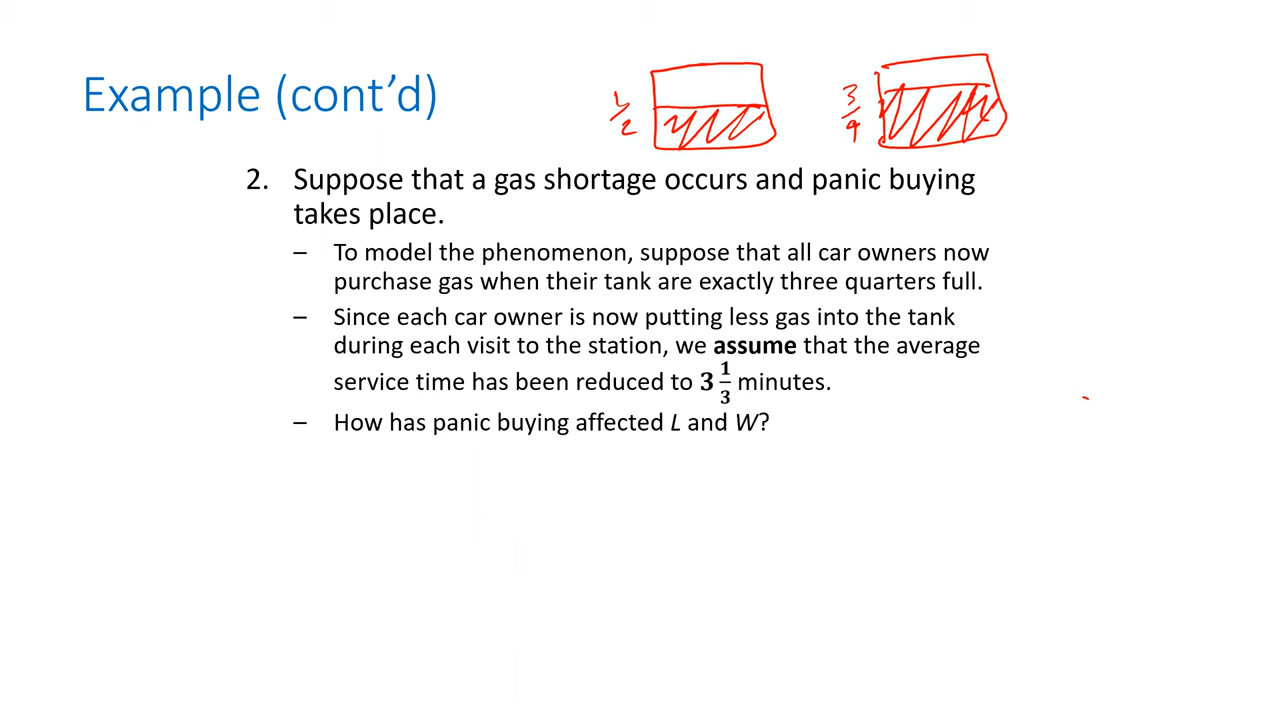 Example (cont’d)
1/2
3/4
2. Suppose that a gas shortage occurs and panic buying
takes place.
– To model the phenomenon, suppose that all car owners now
purchase gas when their tank are exactly three quarters full.
– Since each car owner is now putting less gas into the tank
during each visit to the station, we assume that the average
service time has been reduced to 3 1/3 minutes.
– How has panic buying affected L and W?